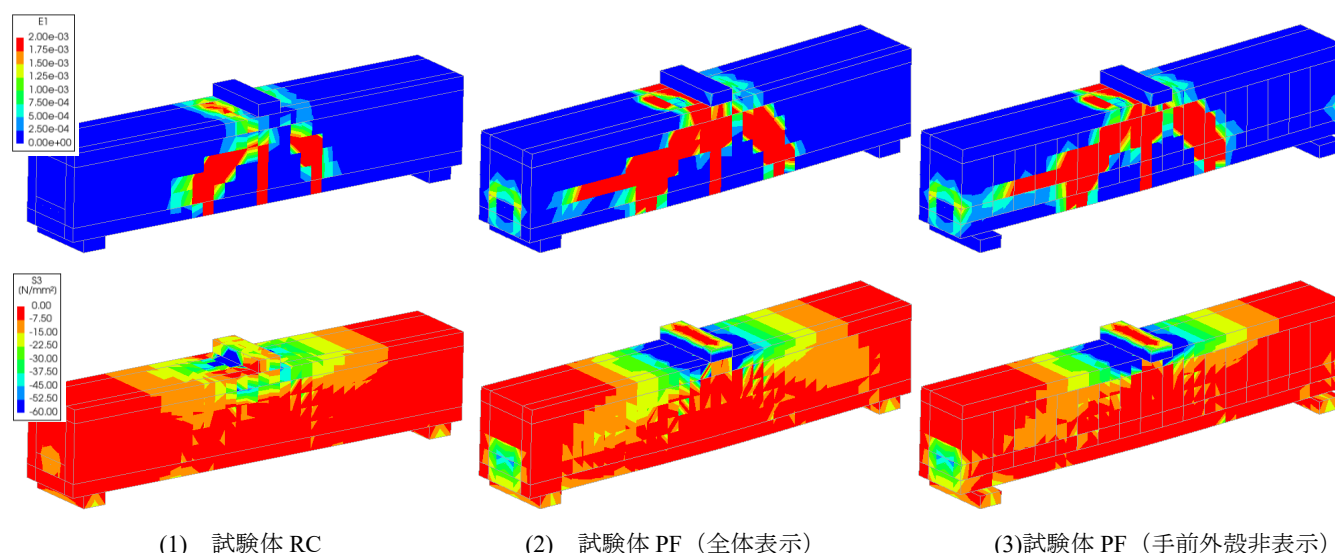 E1
2.00e-03
1.75e-03
1.50e-03
1.25e-03
1.00e-03
7.50e-04
5.00e-04
2.50e-04
0.00e+00
S3
(N/mm²)
0.00
-7.50
-15.00
-22.50
-30.00
-37.50
-45.00
-52.50
-60.00
(1) 試験体 RC
(2) 試験体 PF（全体表示）
(3)試験体 PF（手前外殻非表示）